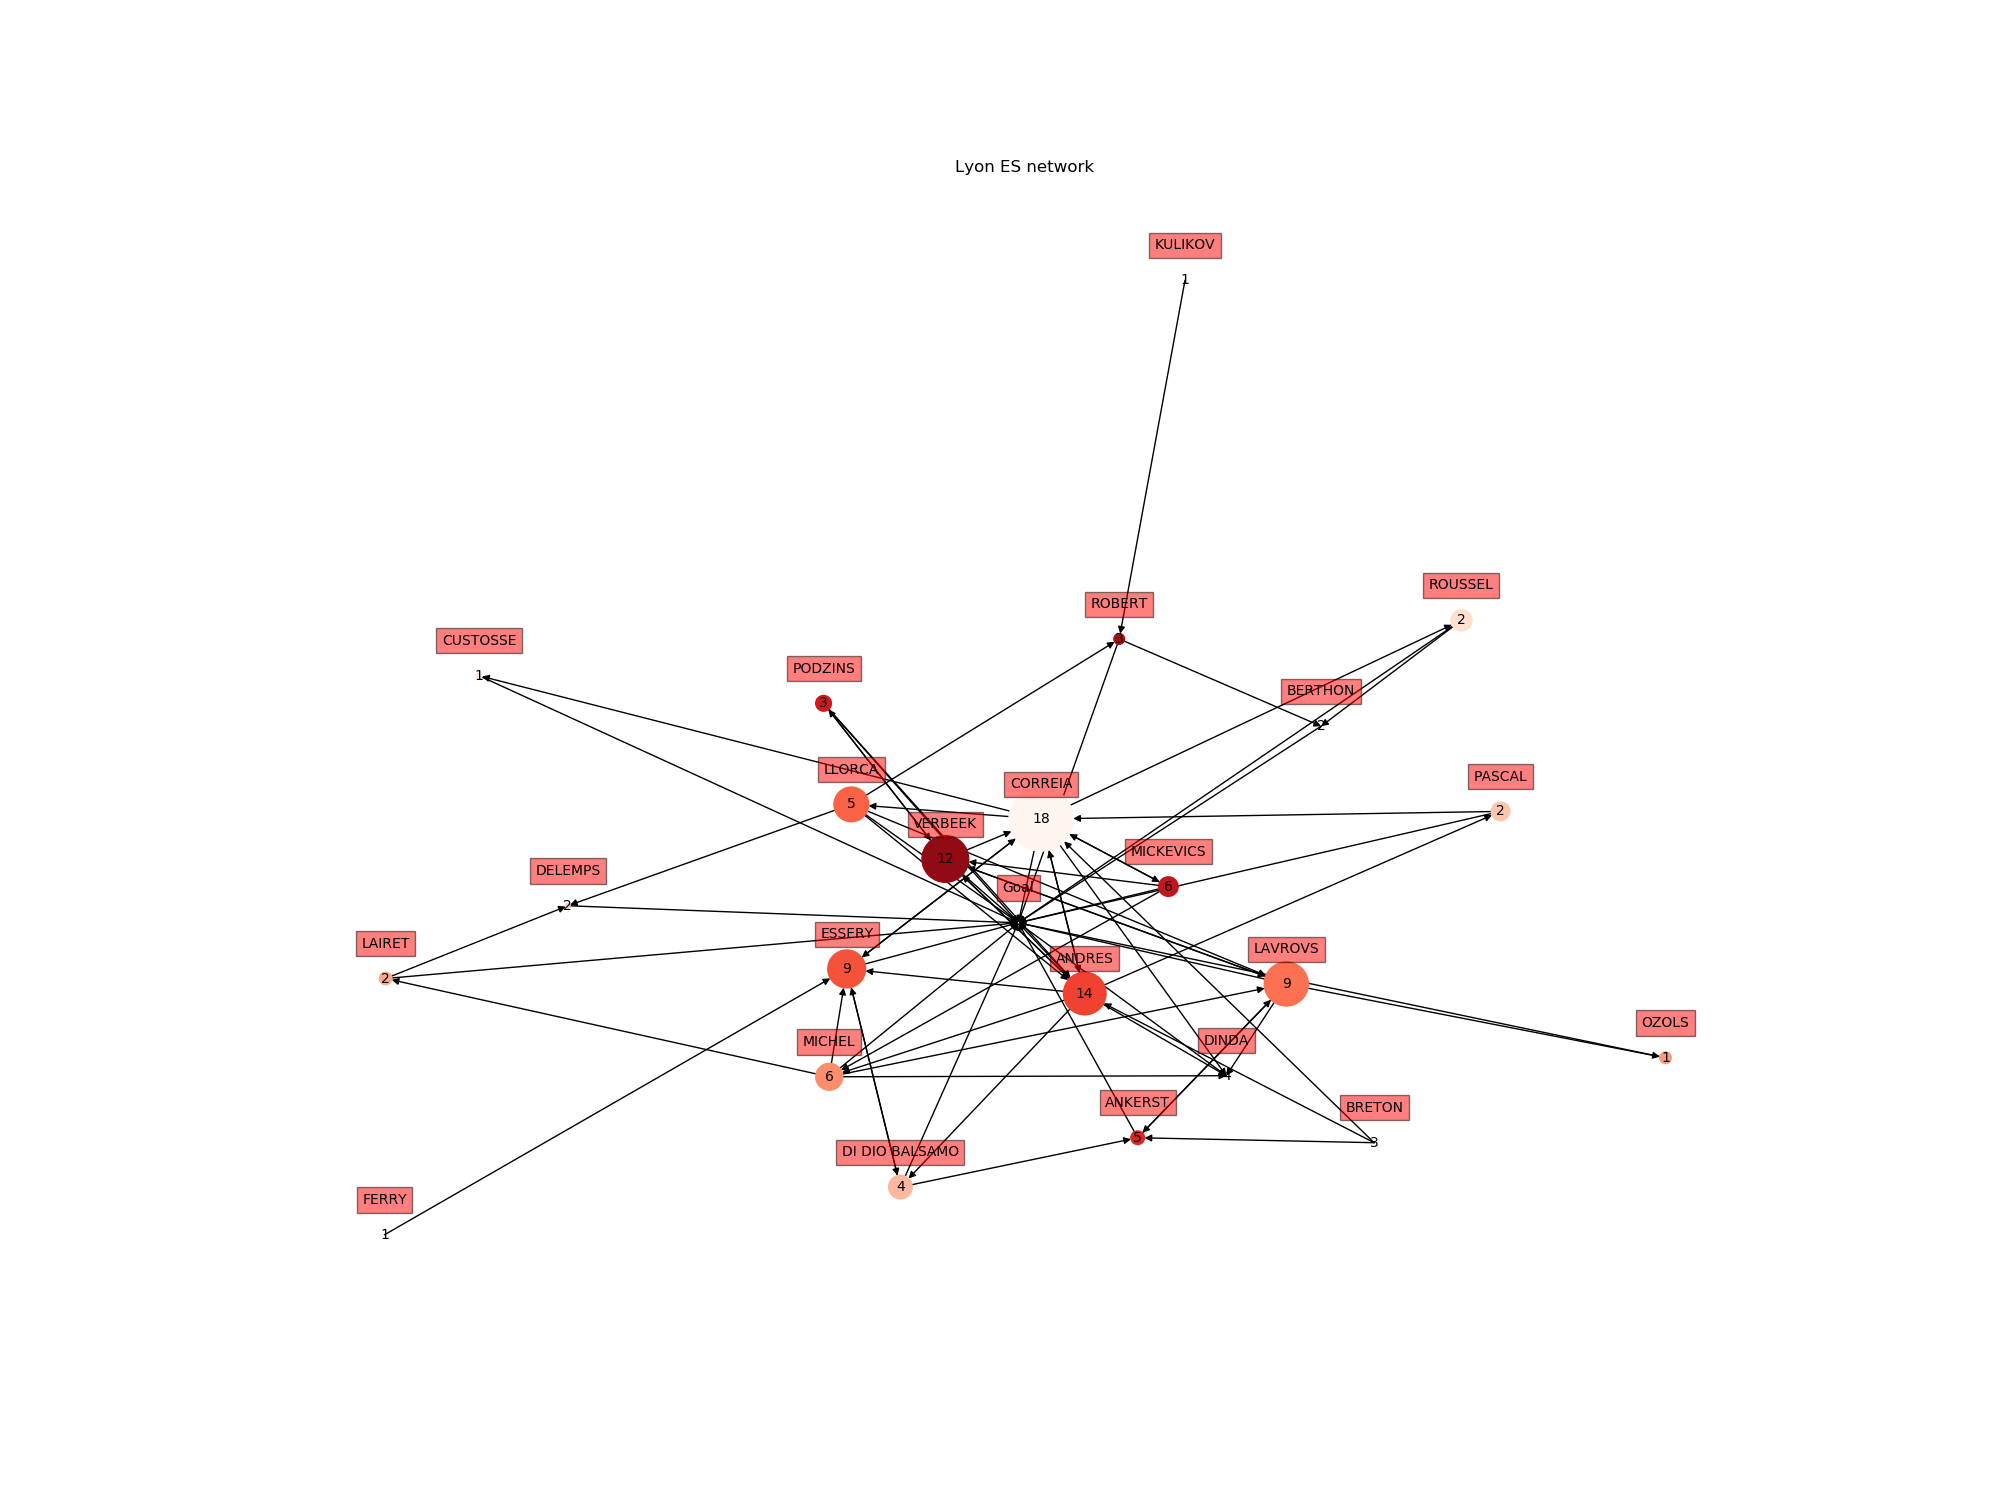 Lyon ES network
KULIKOV
1
ROUSSEL
2
ROBERT
CUSTOSSE
1
PODZINS
3
BERTHON
2
LLORCA
5
CORREIA
18
PASCAL
2
VERBEEK
12
MICKEVICS
6
DELEMPS
2
Goal
ESSERY
9
LAIRET
2
ANDRES
14
LAVROVS
9
OZOLS
1
MICHEL
6
DINDA
4
ANKERST
5
BRETON
3
DI DIO BALSAMO
4
FERRY
1